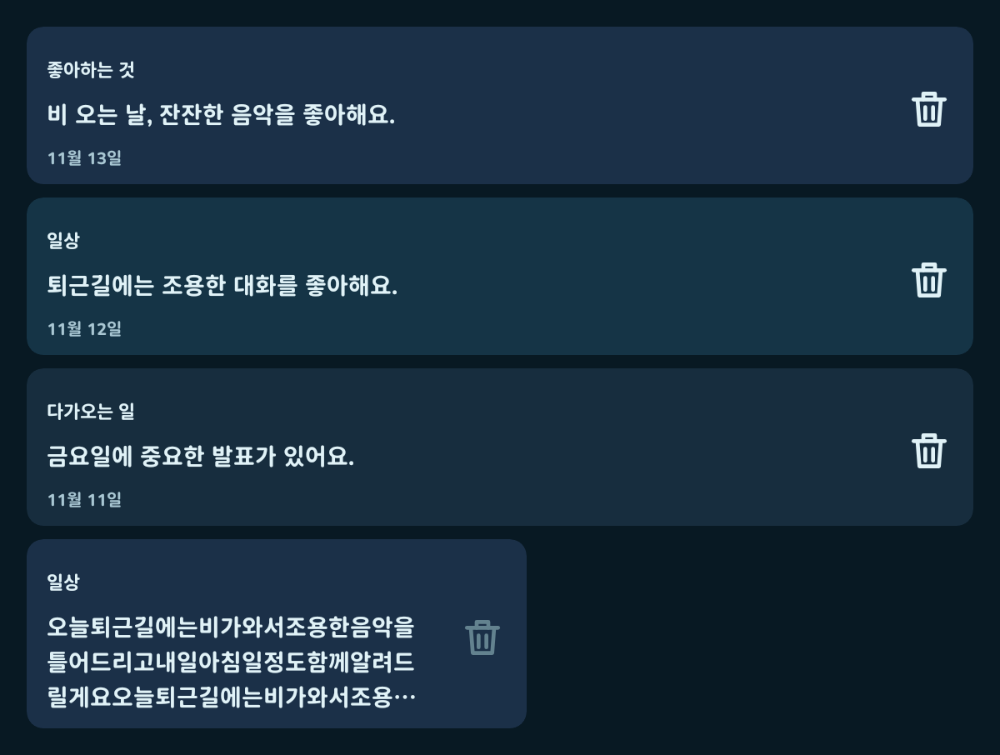 좋아하는 것
비 오는 날, 잔잔한 음악을 좋아해요.
11월 13일
일상
퇴근길에는 조용한 대화를 좋아해요.
11월 12일
다가오는 일
금요일에 중요한 발표가 있어요.
11월 11일
일상
오늘퇴근길에는비가와서조용한음악을
틀어드리고내일아침일정도함께알려드
릴게요오늘퇴근길에는비가와서조용…